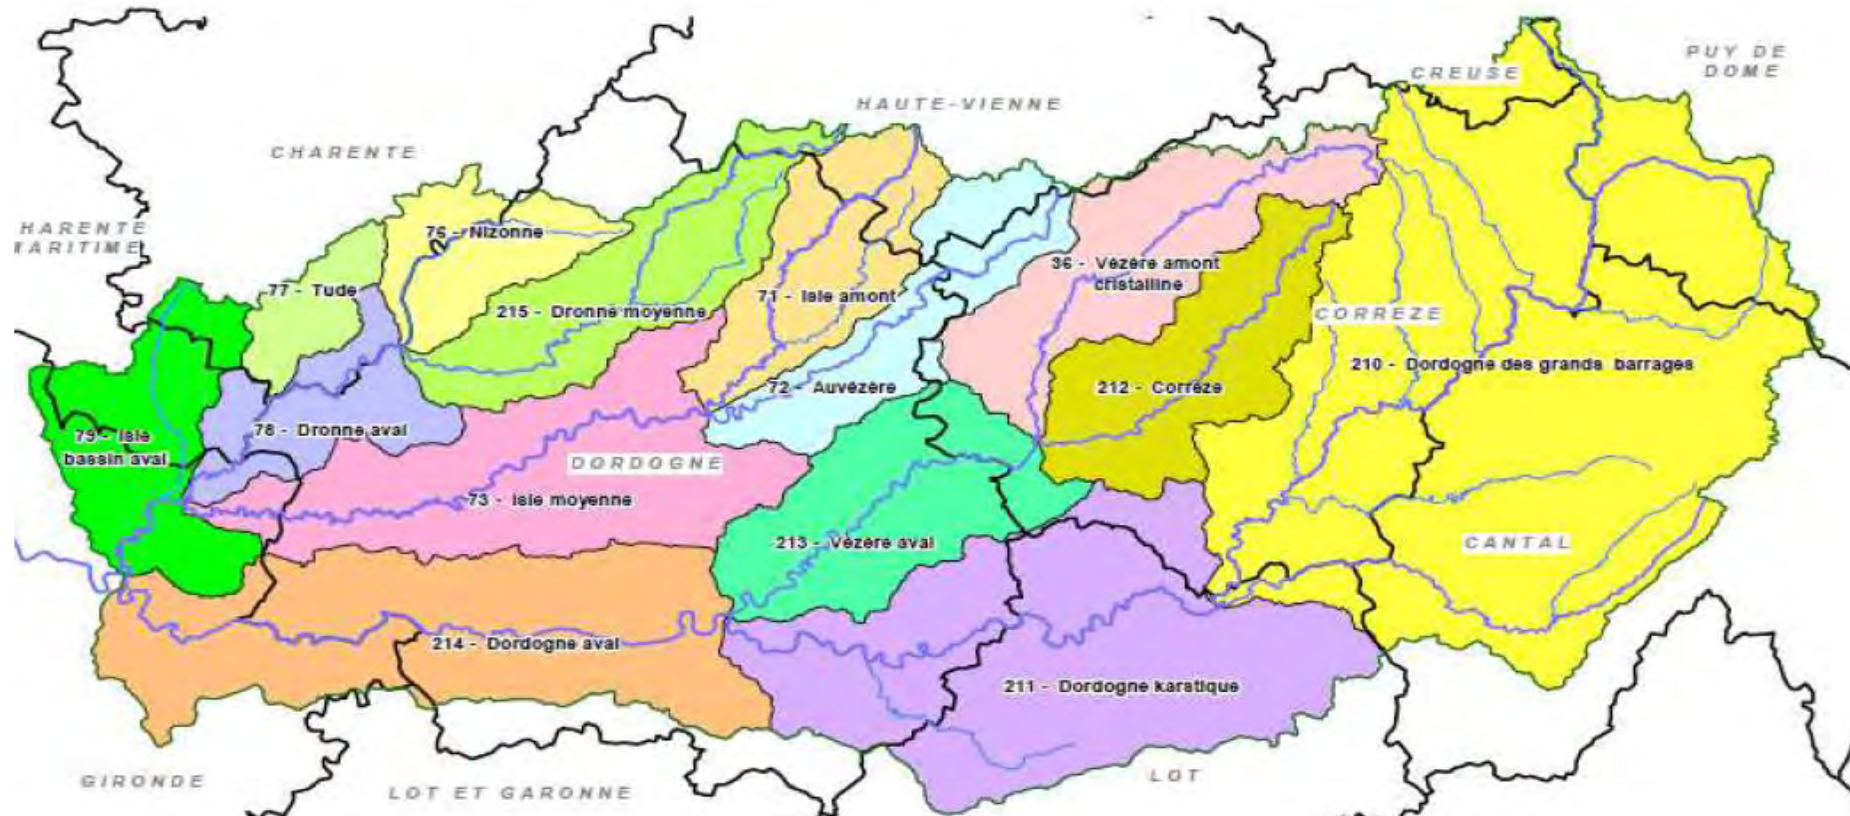 PUY DE
DOME
CREUSE
HAUTE-VIENNE
CHARENTE
HARENTE
MARITIME
76 - Nizonne
36 - Vézère amont
cristalline
77 - Tude
71 - Isle amont
215 - Dronne moyenne
CORREZE
210 - Dordogne des grands barrages
72 - Auvézère
212 - Corrèze
78 - Dronne aval
79 - Isle
bassin aval
DORDOGNE
73 - Isle moyenne
213 - Vézère aval
CANTAL
214 - Dordogne aval
211 - Dordogne karstique
GIRONDE
LOT ET GARONNE
LOT